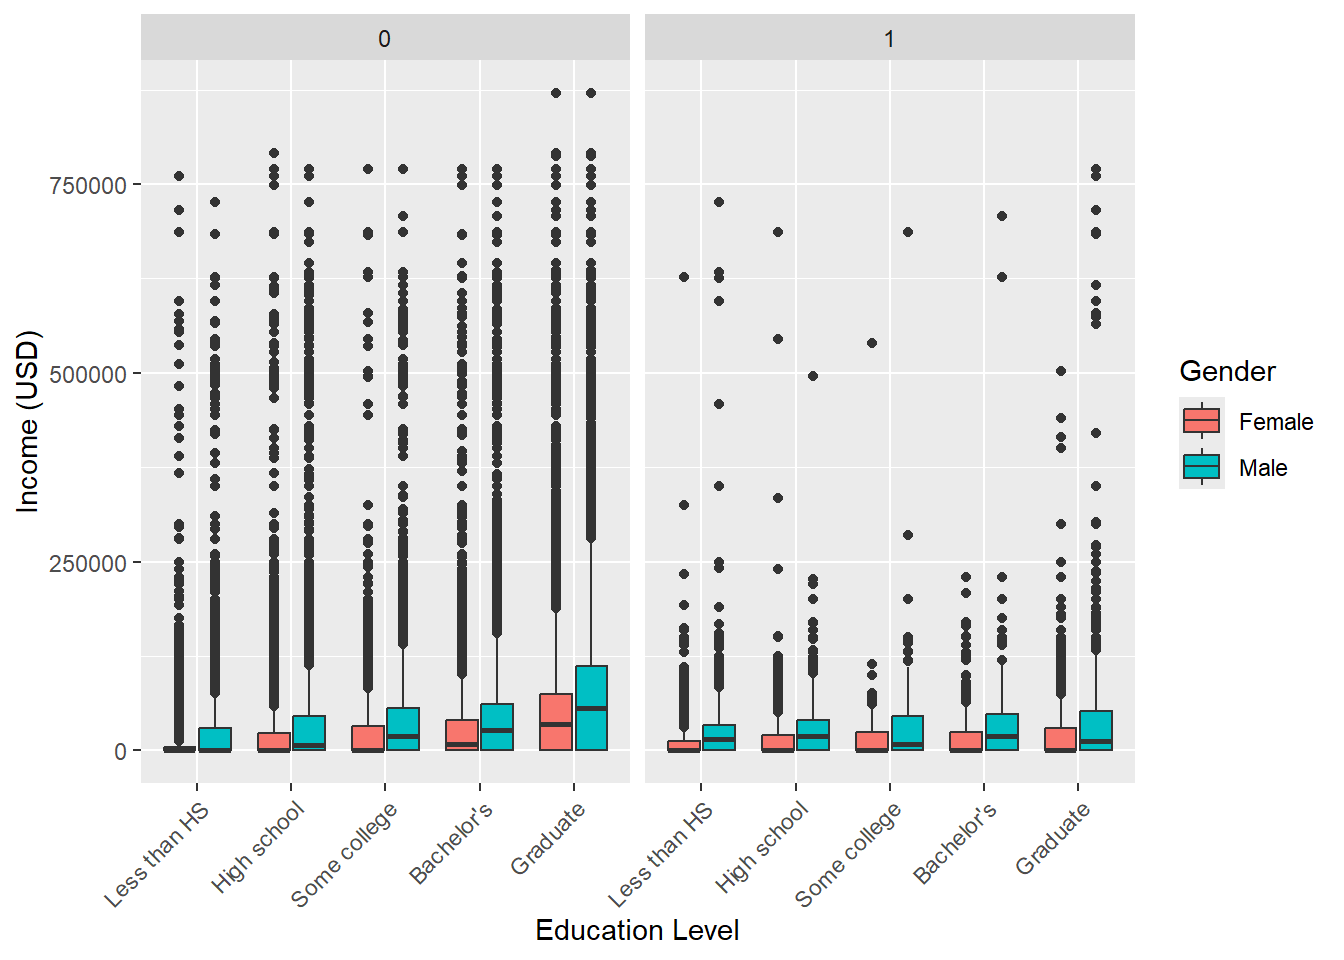 0
1
Income (USD)
750000
500000
250000
0
Less than HS
High school
Some college
Bachelor's
Graduate
Less than HS
High school
Some college
Bachelor's
Graduate
Education Level
Gender
Female
Male